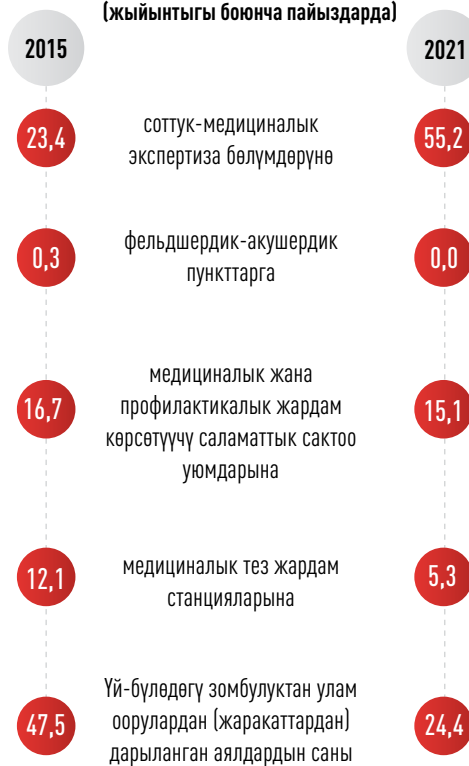 (жыйынтыгы боюнча пайыздарда)
2015
2021
23,4
соттук-медициналык
экспертиза бөлүмдөрүнө
55,2
0,3
фельдшердик-акушердик
пункттарга
0,0
16,7
медициналык жана
профилактикалык жардам
көрсөтүүчү саламаттык сактоо
уюмдарына
15,1
12,1
медициналык тез жардам
станцияларына
5,3
47,5
Үй-бүлөдөгү зомбулуктан улам
оорулардан (жаракаттардан)
дарыланган аялдардын саны
24,4